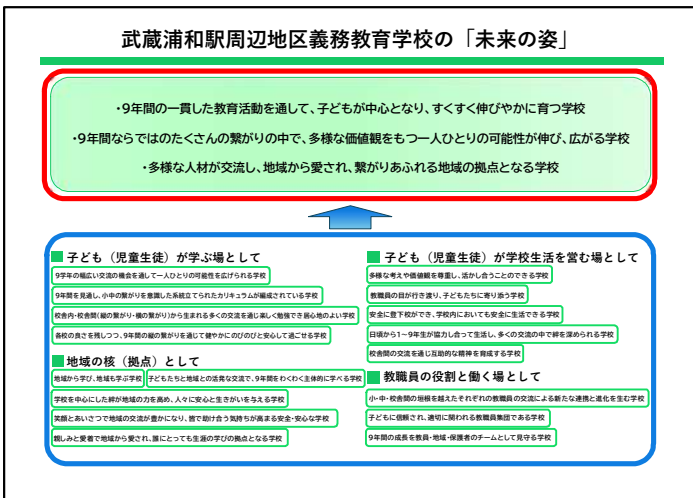 武蔵浦和駅周辺地区義務教育学校の「未来の姿」
・9年間の一貫した教育活動を通して、子どもが中心となり、すくすく伸びやかに育つ学校
・9年間ならではのたくさんの繋がりの中で、多様な価値観をもつ一人ひとりの可能性が伸び、広がる学校
・多様な人材が交流し、地域から愛され、繋がりあふれる地域の拠点となる学校
子ども（児童生徒）が学ぶ場として
9学年の幅広い交流の機会を通して一人ひとりの可能性を広げられる学校
9年間を見通し、小中の繋がりを意識した系統立てられたカリキュラムが編成されている学校
校舎内・校舎間（縦の繋がり・横の繋がり）から生まれる多くの交流を通じ楽しく勉強でき居心地のよい学校
各校の良さを残しつつ、9年間の縦の繋がりを通じて健やかにのびのびと安心して過ごせる学校
地域の核（拠点）として
地域から学び、地域も学ぶ学校 子どもたちと地域との活発な交流で、9年間をわくわく主体的に学べる学校
学校を中心にした絆が地域の力を高め、人々に安心と生きがいを与える学校
笑顔とあいさつで地域の交流が豊かになり、皆で助け合う気持ちが高まる安全・安心な学校
親しみと愛着で地域から愛され、誰にとっても生涯の学びの拠点となる学校
子ども（児童生徒）が学校生活を営む場として
多様な考えや価値観を尊重し、活かし合うことのできる学校
教職員の目が行き渡り、子どもたちに寄り添う学校
安全に登下校ができ、学校内においても安全に生活できる学校
日頃から1～9年生が協力し合って生活し、多くの交流の中で絆を深められる学校
校舎間の交流を通じ互助的な精神を育成する学校
教職員の役割と働く場として
小・中・校舎間の垣根を越えたそれぞれの教職員の交流による新たな連携と進化を生む学校
子どもに信頼され、適切に関われる教職員集団である学校
9年間の成長を教員・地域・保護者のチームとして見守る学校